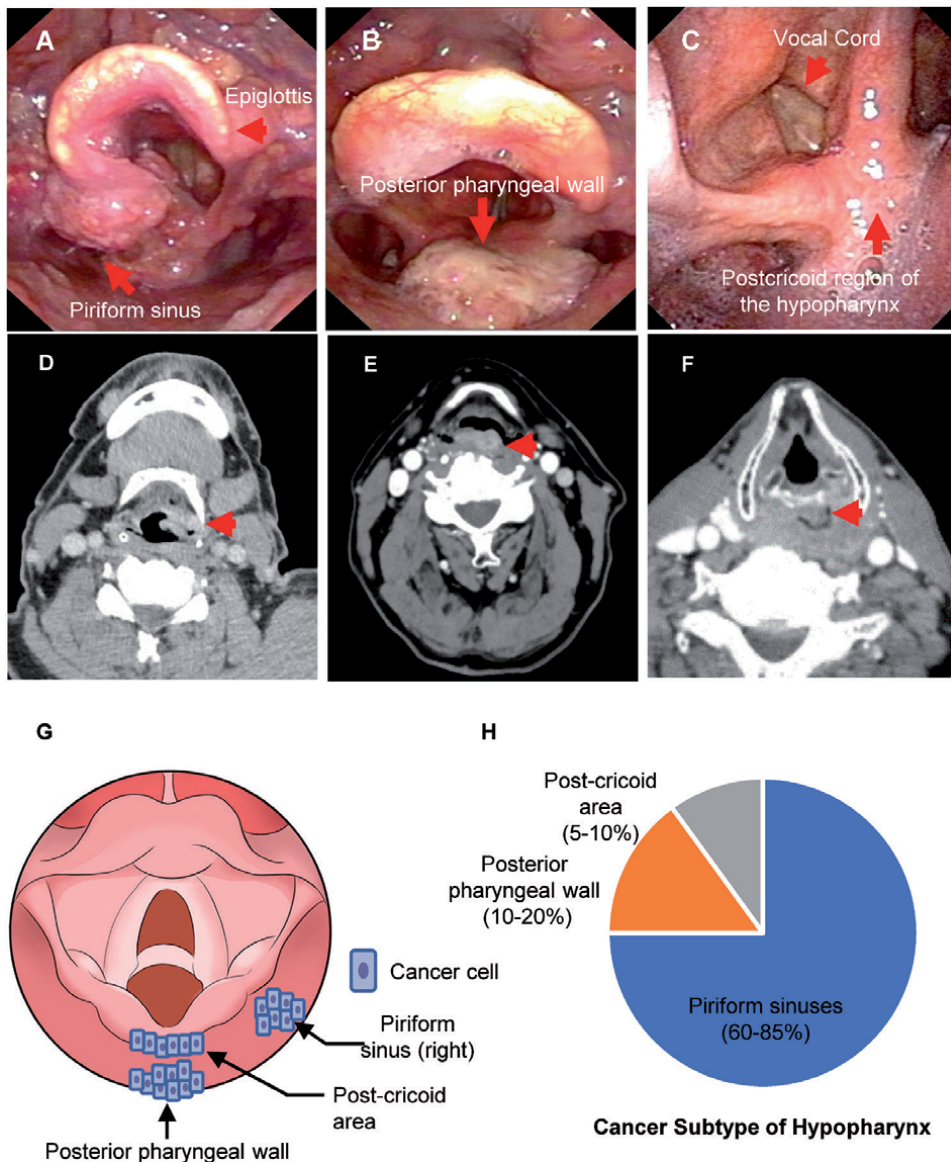 A
Epiglottis
Piriform sinus
B
Posterior pharyngeal wall
C
Vocal Cord
Postcricoid region of
the hypopharynx
D
E
F
G
Cancer cell
Piriform
sinus (right)
Post-cricoid
area
Posterior pharyngeal wall
H
Post-cricoid
area
(5-10%)
Posterior
pharyngeal wall
(10-20%)
Piriform sinuses
(60-85%)
Cancer Subtype of Hypopharynx